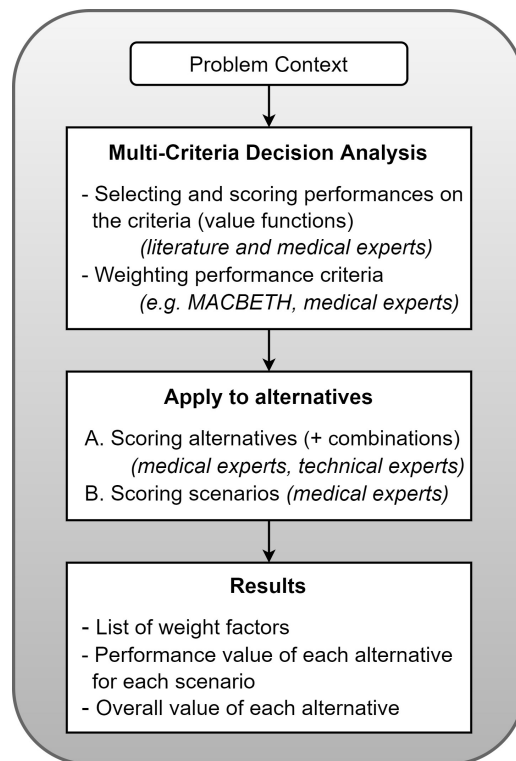 Problem Context
Multi-Criteria Decision Analysis
- Selecting and scoring performances on
the criteria (value functions)
(literature and medical experts)
- Weighting performance criteria
(e.g. MACBETH, medical experts)
Apply to alternatives
A. Scoring alternatives (+ combinations)
(medical experts, technical experts)
B. Scoring scenarios (medical experts)
Results
- List of weight factors
- Performance value of each alternative
for each scenario
- Overall value of each alternative